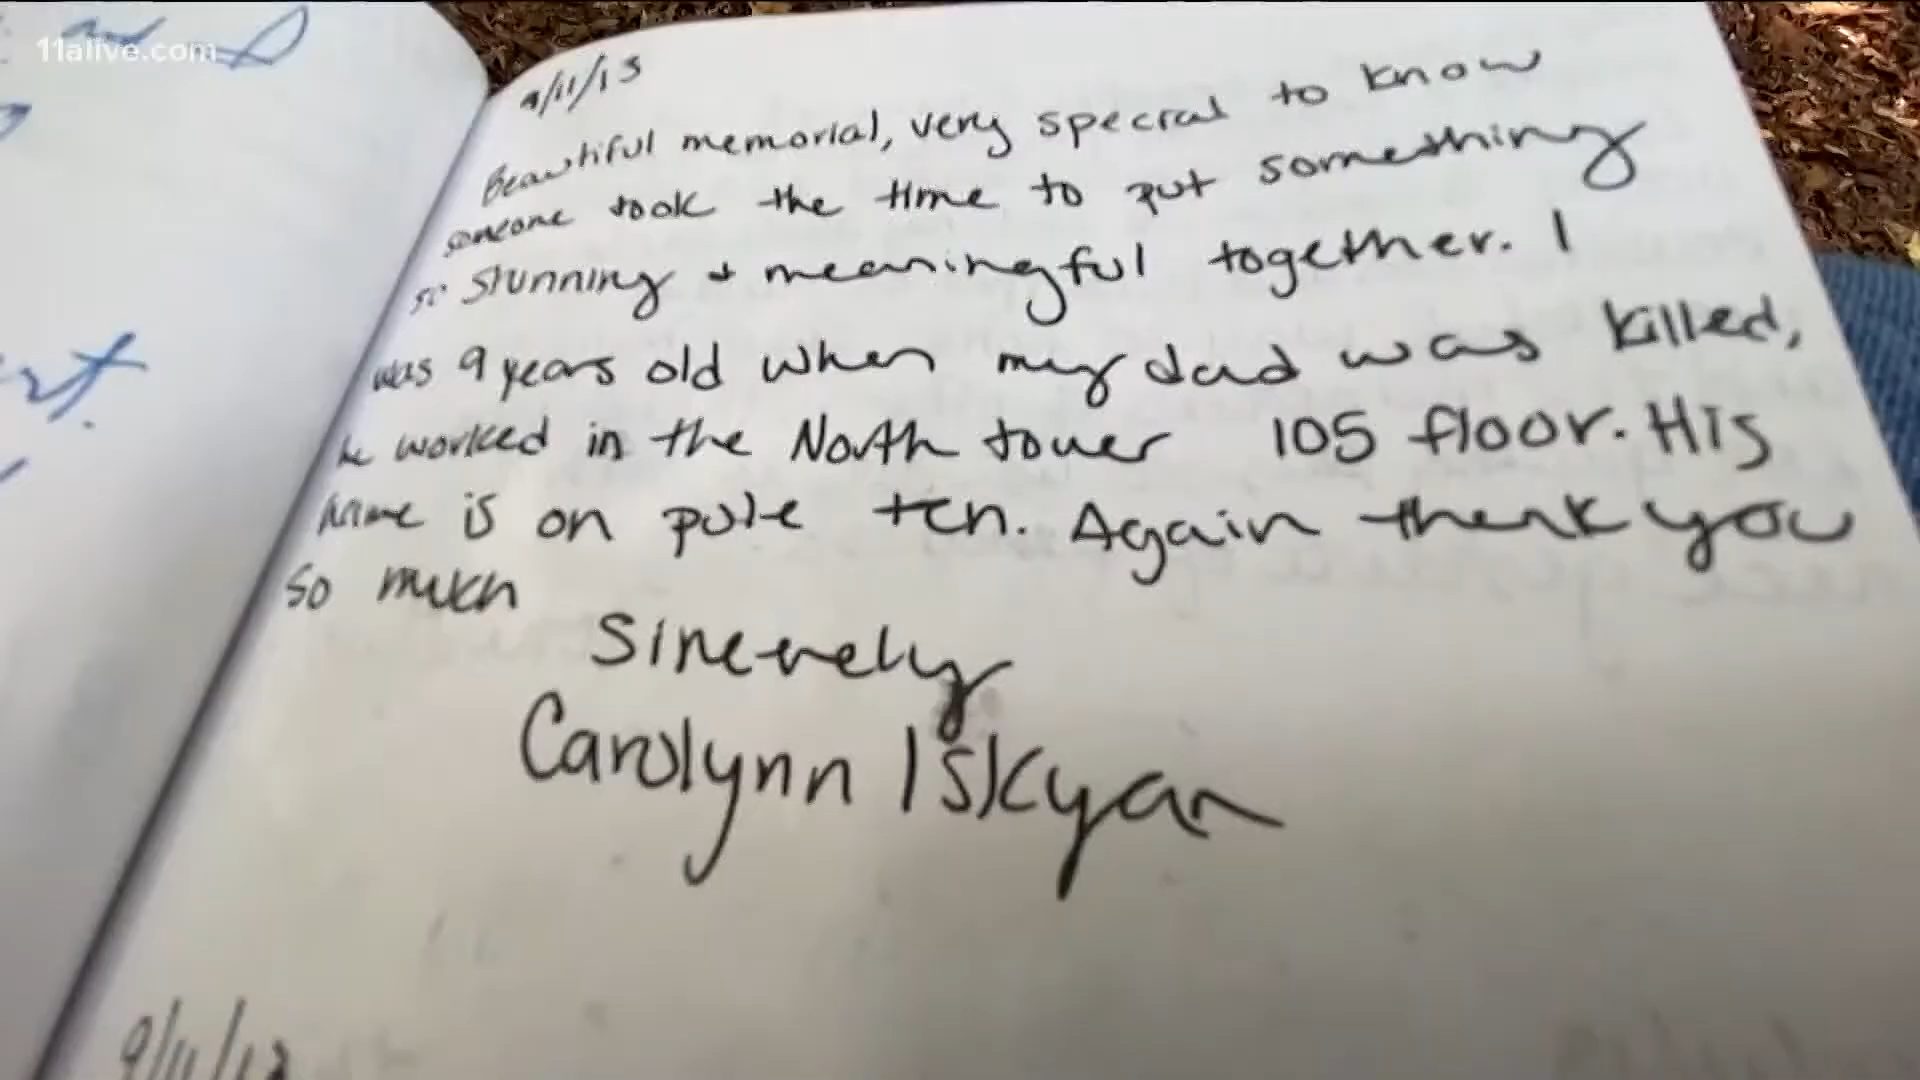 11alive.com
9/11/13
Beautiful memorial, very special to know
someone took the time to put something
so stunning + meaningful together. I
was 9 years old when my dad was killed,
he worked in the North tower 105 floor. His
name is on pole ten. Again thank you
so much
Sincerely
Carolynn Iskyan